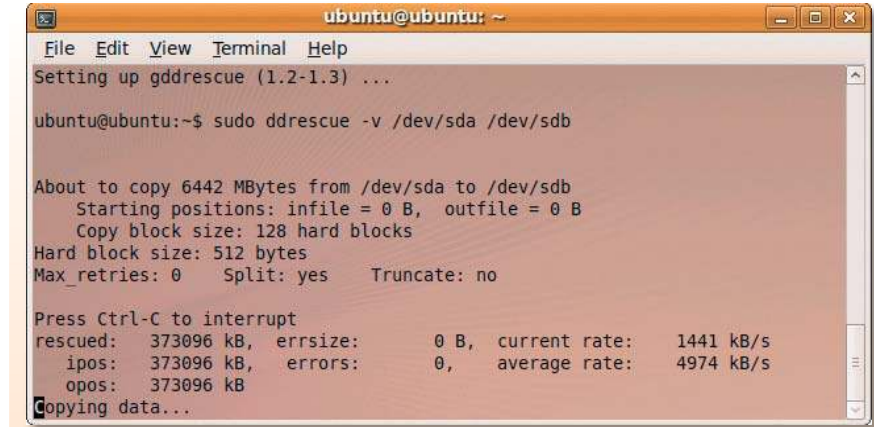 ubuntu@ubuntu: ~
File Edit View Terminal Help
Setting up gddrescue (1.2-1.3) ...
ubuntu@ubuntu:~$ sudo ddrescue -v /dev/sda /dev/sdb
About to copy 6442 MBytes from /dev/sda to /dev/sdb
Starting positions: infile = 0 B, outfile = 0 B
Copy block size: 128 hard blocks
Hard block size: 512 bytes
Max_retries: 0 Split: yes Truncate: no
Press Ctrl-C to interrupt
rescued: 373096 kB, errsize: 0 B, current rate: 1441 kB/s
ipos: 373096 kB, errors: 0, average rate: 4974 kB/s
opos: 373096 kB
Copying data...